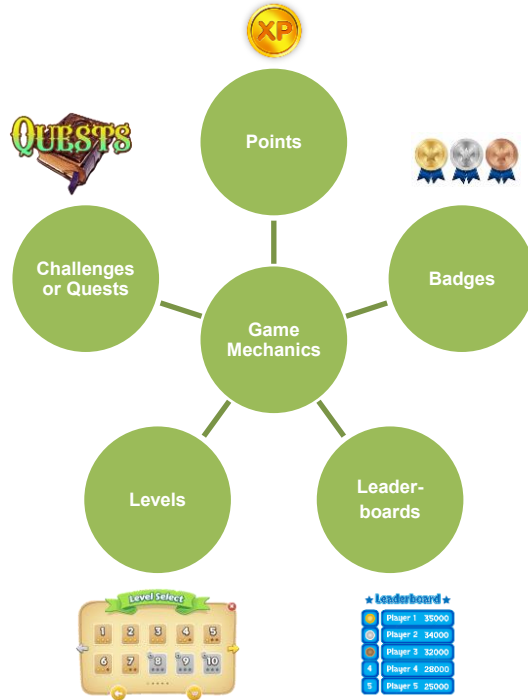 XP
Points
QUESTS
Challenges
or Quests
Badges
Game
Mechanics
Levels
Leader-
boards
Level Select
1 2 3 4 5
6 7 8 9 10
Leaderboard
Player 1 35000
Player 2 34000
Player 3 32000
4 Player 4 28000
5 Player 5 25000